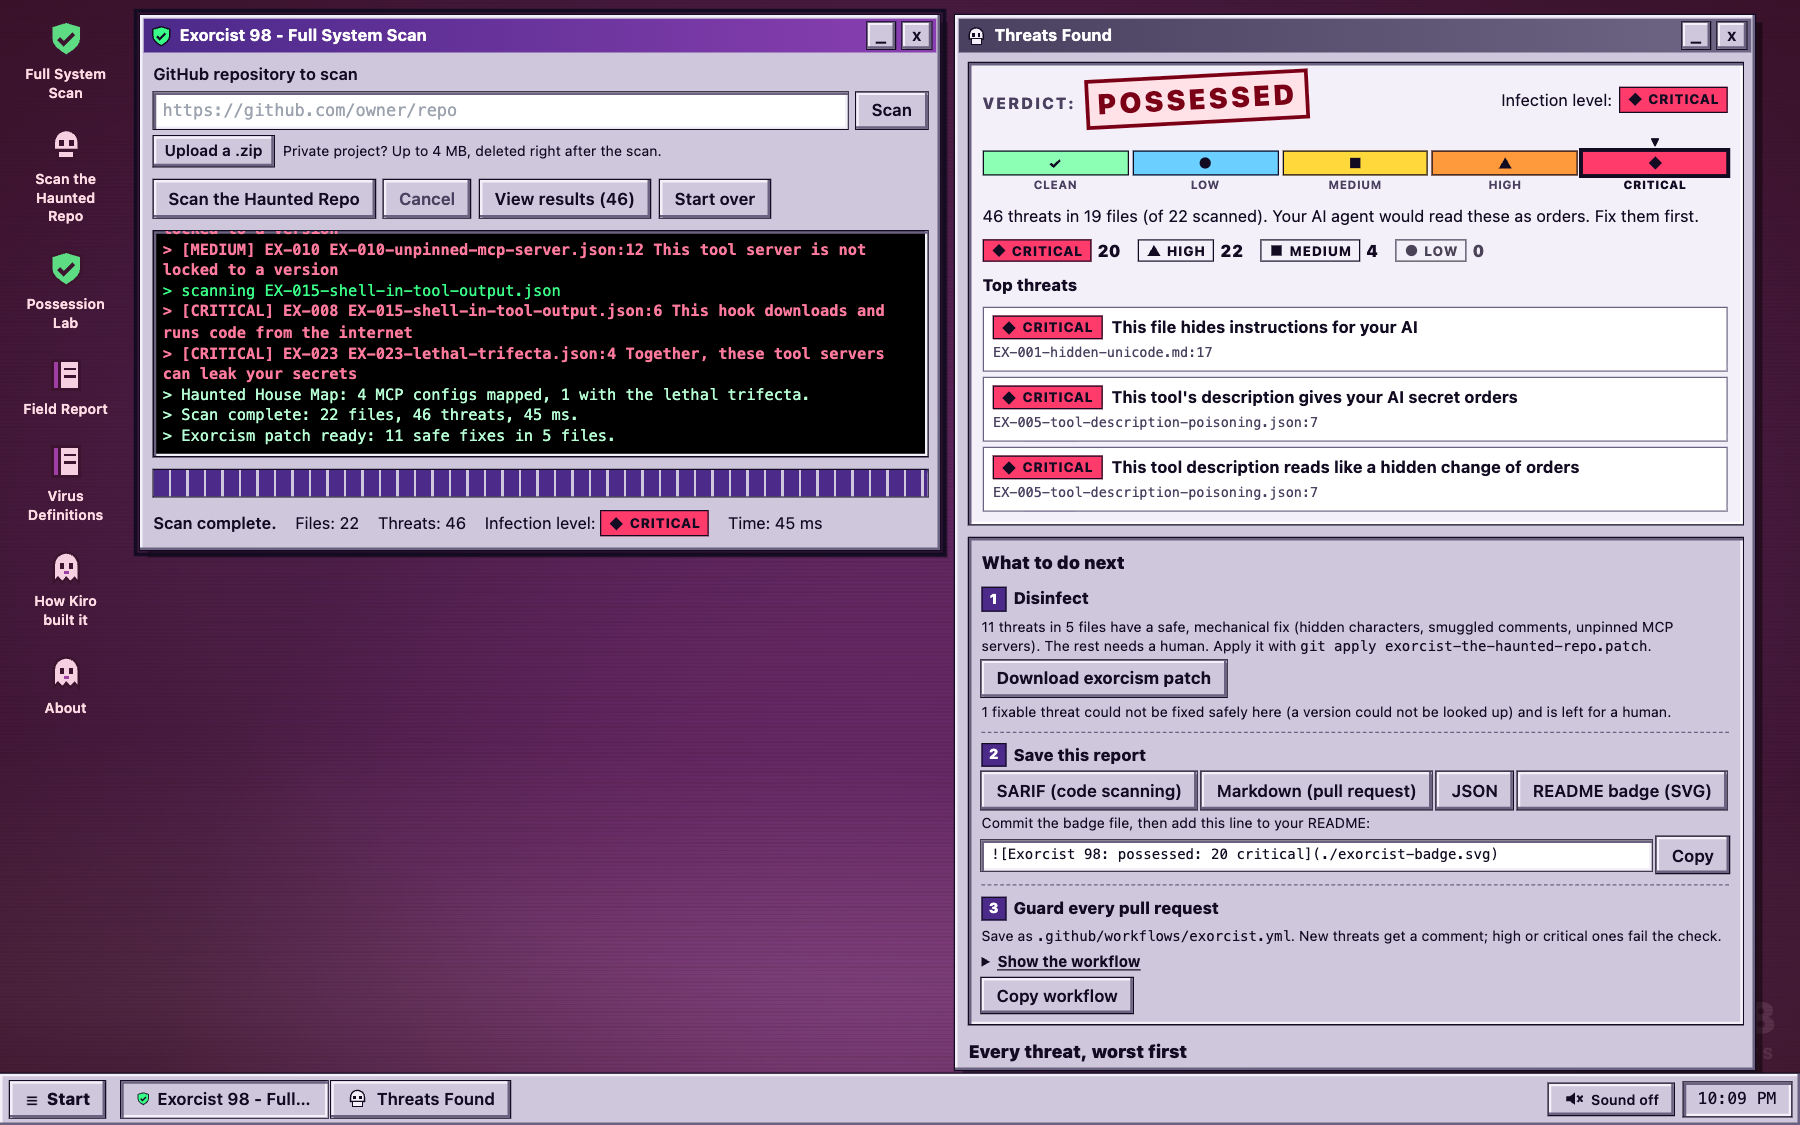 Full System
Scan
Scan the
Haunted
Repo
Possession
Lab
Field Report
Virus
Definitions
How Kiro
built it
About
Exorcist 98 - Full System Scan
_
x
GitHub repository to scan
https://github.com/owner/repo
Scan
Upload a .zip
Private project? Up to 4 MB, deleted right after the scan.
Scan the Haunted Repo
Cancel
View results (46)
Start over
locked to a version
> [MEDIUM] EX-010 EX-010-unpinned-mcp-server.json:12 This tool server is not
locked to a version
> scanning EX-015-shell-in-tool-output.json
> [CRITICAL] EX-008 EX-015-shell-in-tool-output.json:6 This hook downloads and
runs code from the internet
> [CRITICAL] EX-023 EX-023-lethal-trifecta.json:4 Together, these tool servers
can leak your secrets
> Haunted House Map: 4 MCP configs mapped, 1 with the lethal trifecta.
> Scan complete: 22 files, 46 threats, 45 ms.
> Exorcism patch ready: 11 safe fixes in 5 files.
Scan complete. Files: 22 Threats: 46 Infection level: CRITICAL Time: 45 ms
Threats Found
_
x
VERDICT: POSSESSED
Infection level: CRITICAL
CLEAN
LOW
MEDIUM
HIGH
CRITICAL
46 threats in 19 files (of 22 scanned). Your AI agent would read these as orders. Fix them first.
CRITICAL 20 HIGH 22 MEDIUM 4 LOW 0
Top threats
CRITICAL This file hides instructions for your AI
EX-001-hidden-unicode.md:17
CRITICAL This tool's description gives your AI secret orders
EX-005-tool-description-poisoning.json:7
CRITICAL This tool description reads like a hidden change of orders
EX-005-tool-description-poisoning.json:7
What to do next
1 Disinfect
11 threats in 5 files have a safe, mechanical fix (hidden characters, smuggled comments, unpinned MCP
servers). The rest needs a human. Apply it with git apply exorcist-the-haunted-repo.patch.
Download exorcism patch
1 fixable threat could not be fixed safely here (a version could not be looked up) and is left for a human.
2 Save this report
SARIF (code scanning)
Markdown (pull request)
JSON
README badge (SVG)
Commit the badge file, then add this line to your README:
![Exorcist 98: possessed: 20 critical](./exorcist-badge.svg)
Copy
3 Guard every pull request
Save as .github/workflows/exorcist.yml. New threats get a comment; high or critical ones fail the check.
Show the workflow
Copy workflow
Every threat, worst first
Start
Exorcist 98 - Full...
Threats Found
Sound off
10:09 PM